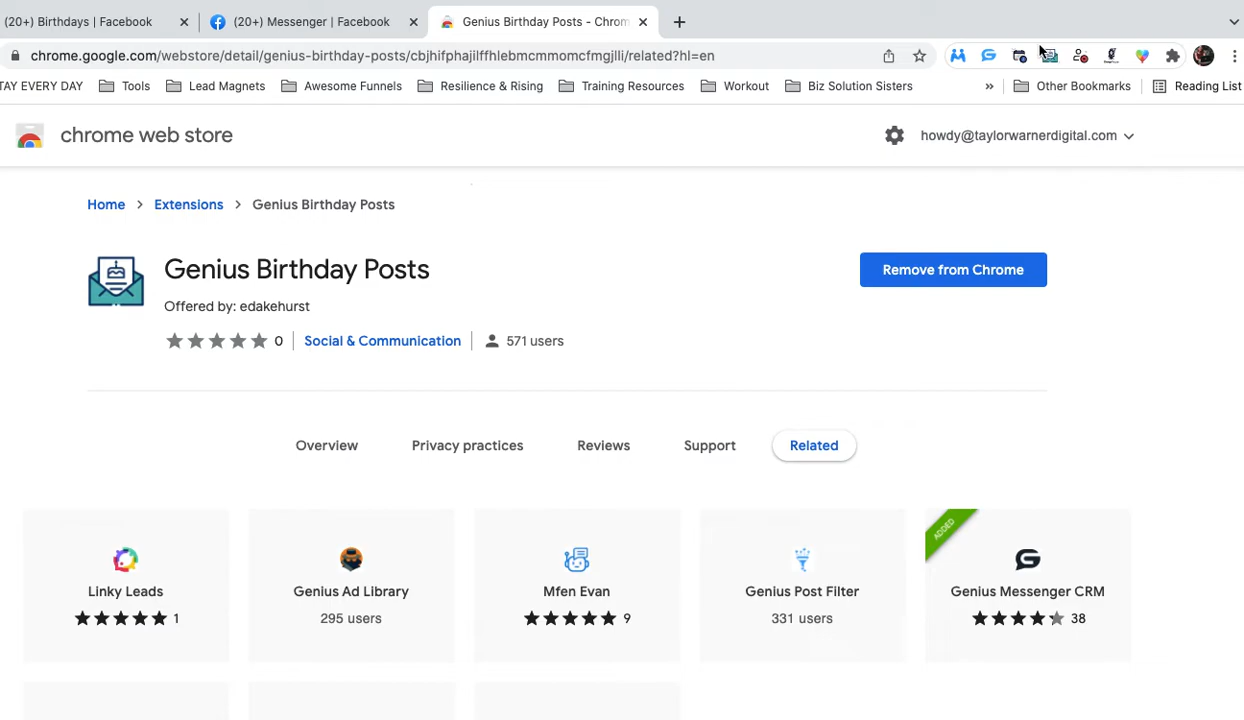 (20+) Birthdays | Facebook
(20+) Messenger | Facebook
Genius Birthday Posts - Chrom
chrome.google.com/webstore/detail/genius-birthday-posts/cbjhifphajilffhlebmcmmomcfmgjlli/related?hl=en
TAY EVERY DAY
Tools
Lead Magnets
Awesome Funnels
Resilience & Rising
Training Resources
Workout
Biz Solution Sisters
»
Other Bookmarks
Reading List
chrome web store
howdy@taylorwarnerdigital.com
Home > Extensions > Genius Birthday Posts
Genius Birthday Posts
Remove from Chrome
Offered by: edakehurst
0
Social & Communication
571 users
Overview
Privacy practices
Reviews
Support
Related
ADDED
Linky Leads
Genius Ad Library
Mfen Evan
Genius Post Filter
Genius Messenger CRM
1
295 users
9
331 users
38